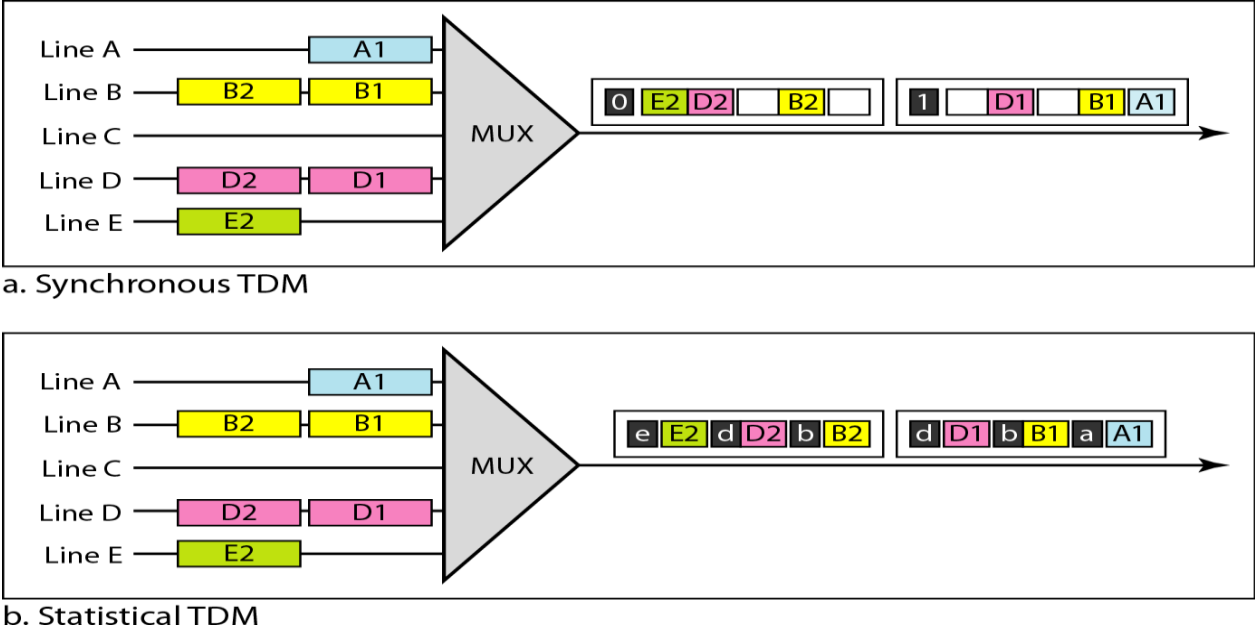 Line A A1
Line B B2 B1
Line C
Line D D2 D1
Line E E2
MUX
0 E2 D2 B2 1 D1 B1 A1
a. Synchronous TDM
Line A A1
Line B B2 B1
Line C
Line D D2 D1
Line E E2
MUX
e E2 d D2 b B2 d D1 b B1 a A1
b. Statistical TDM